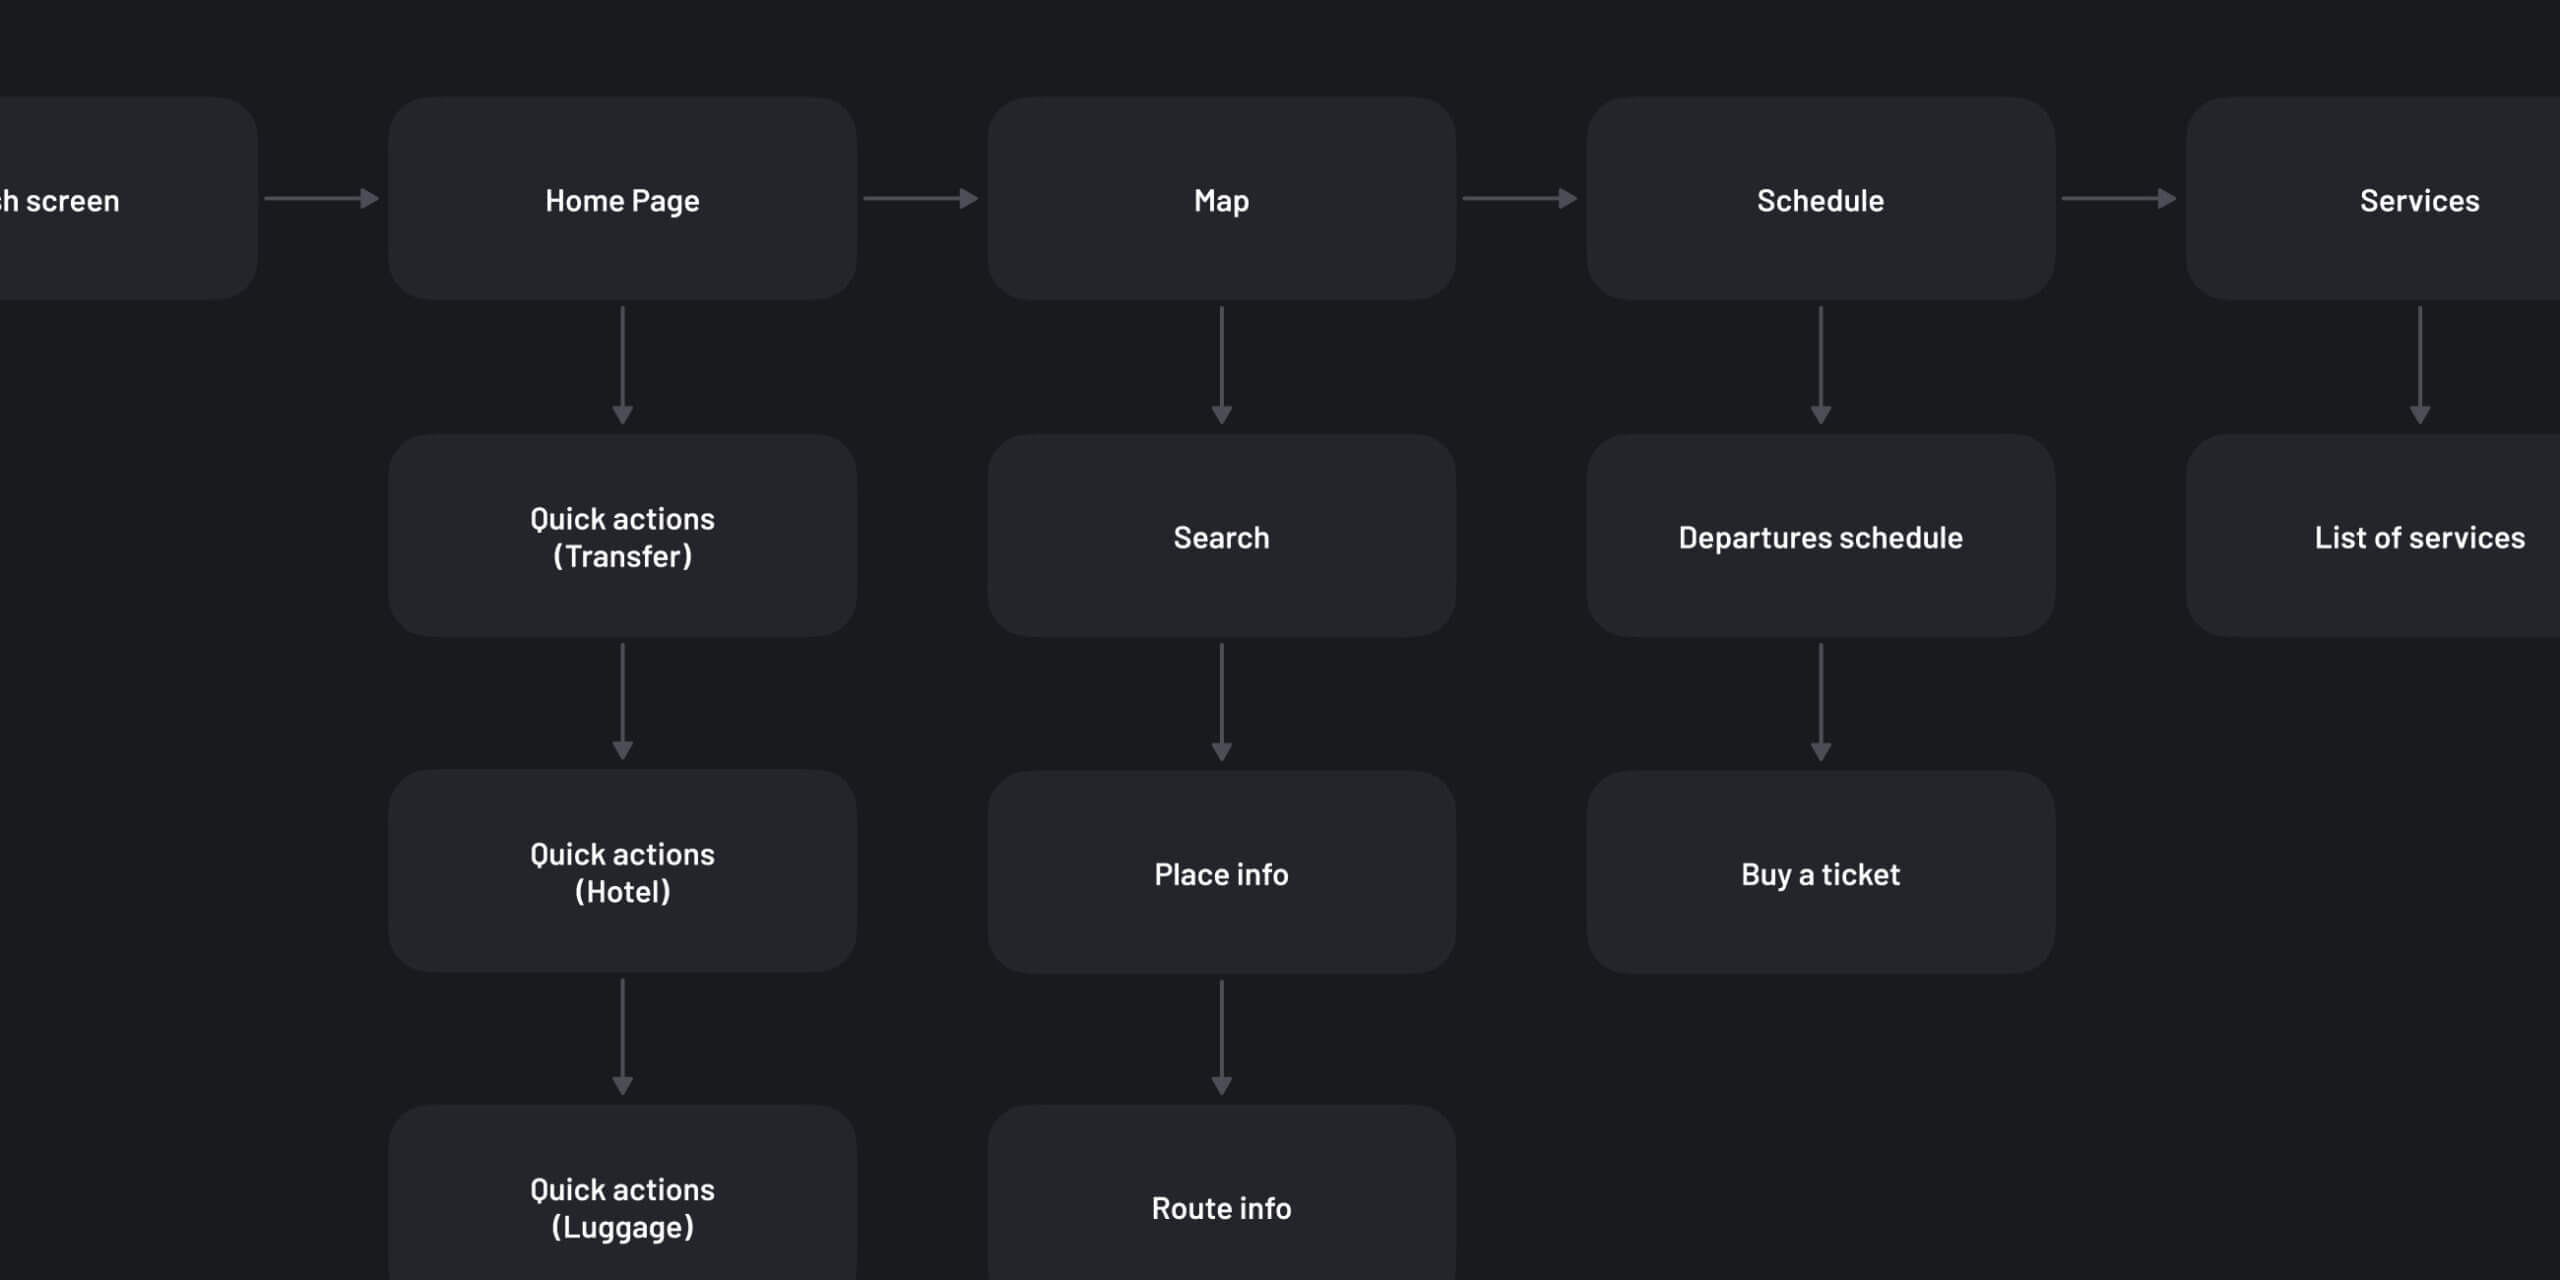 screen
Home Page
Map
Schedule
Services
Quick actions
(Transfer)
Search
Departures schedule
List of services
Quick actions
(Hotel)
Place info
Buy a ticket
Quick actions
(Luggage)
Route info